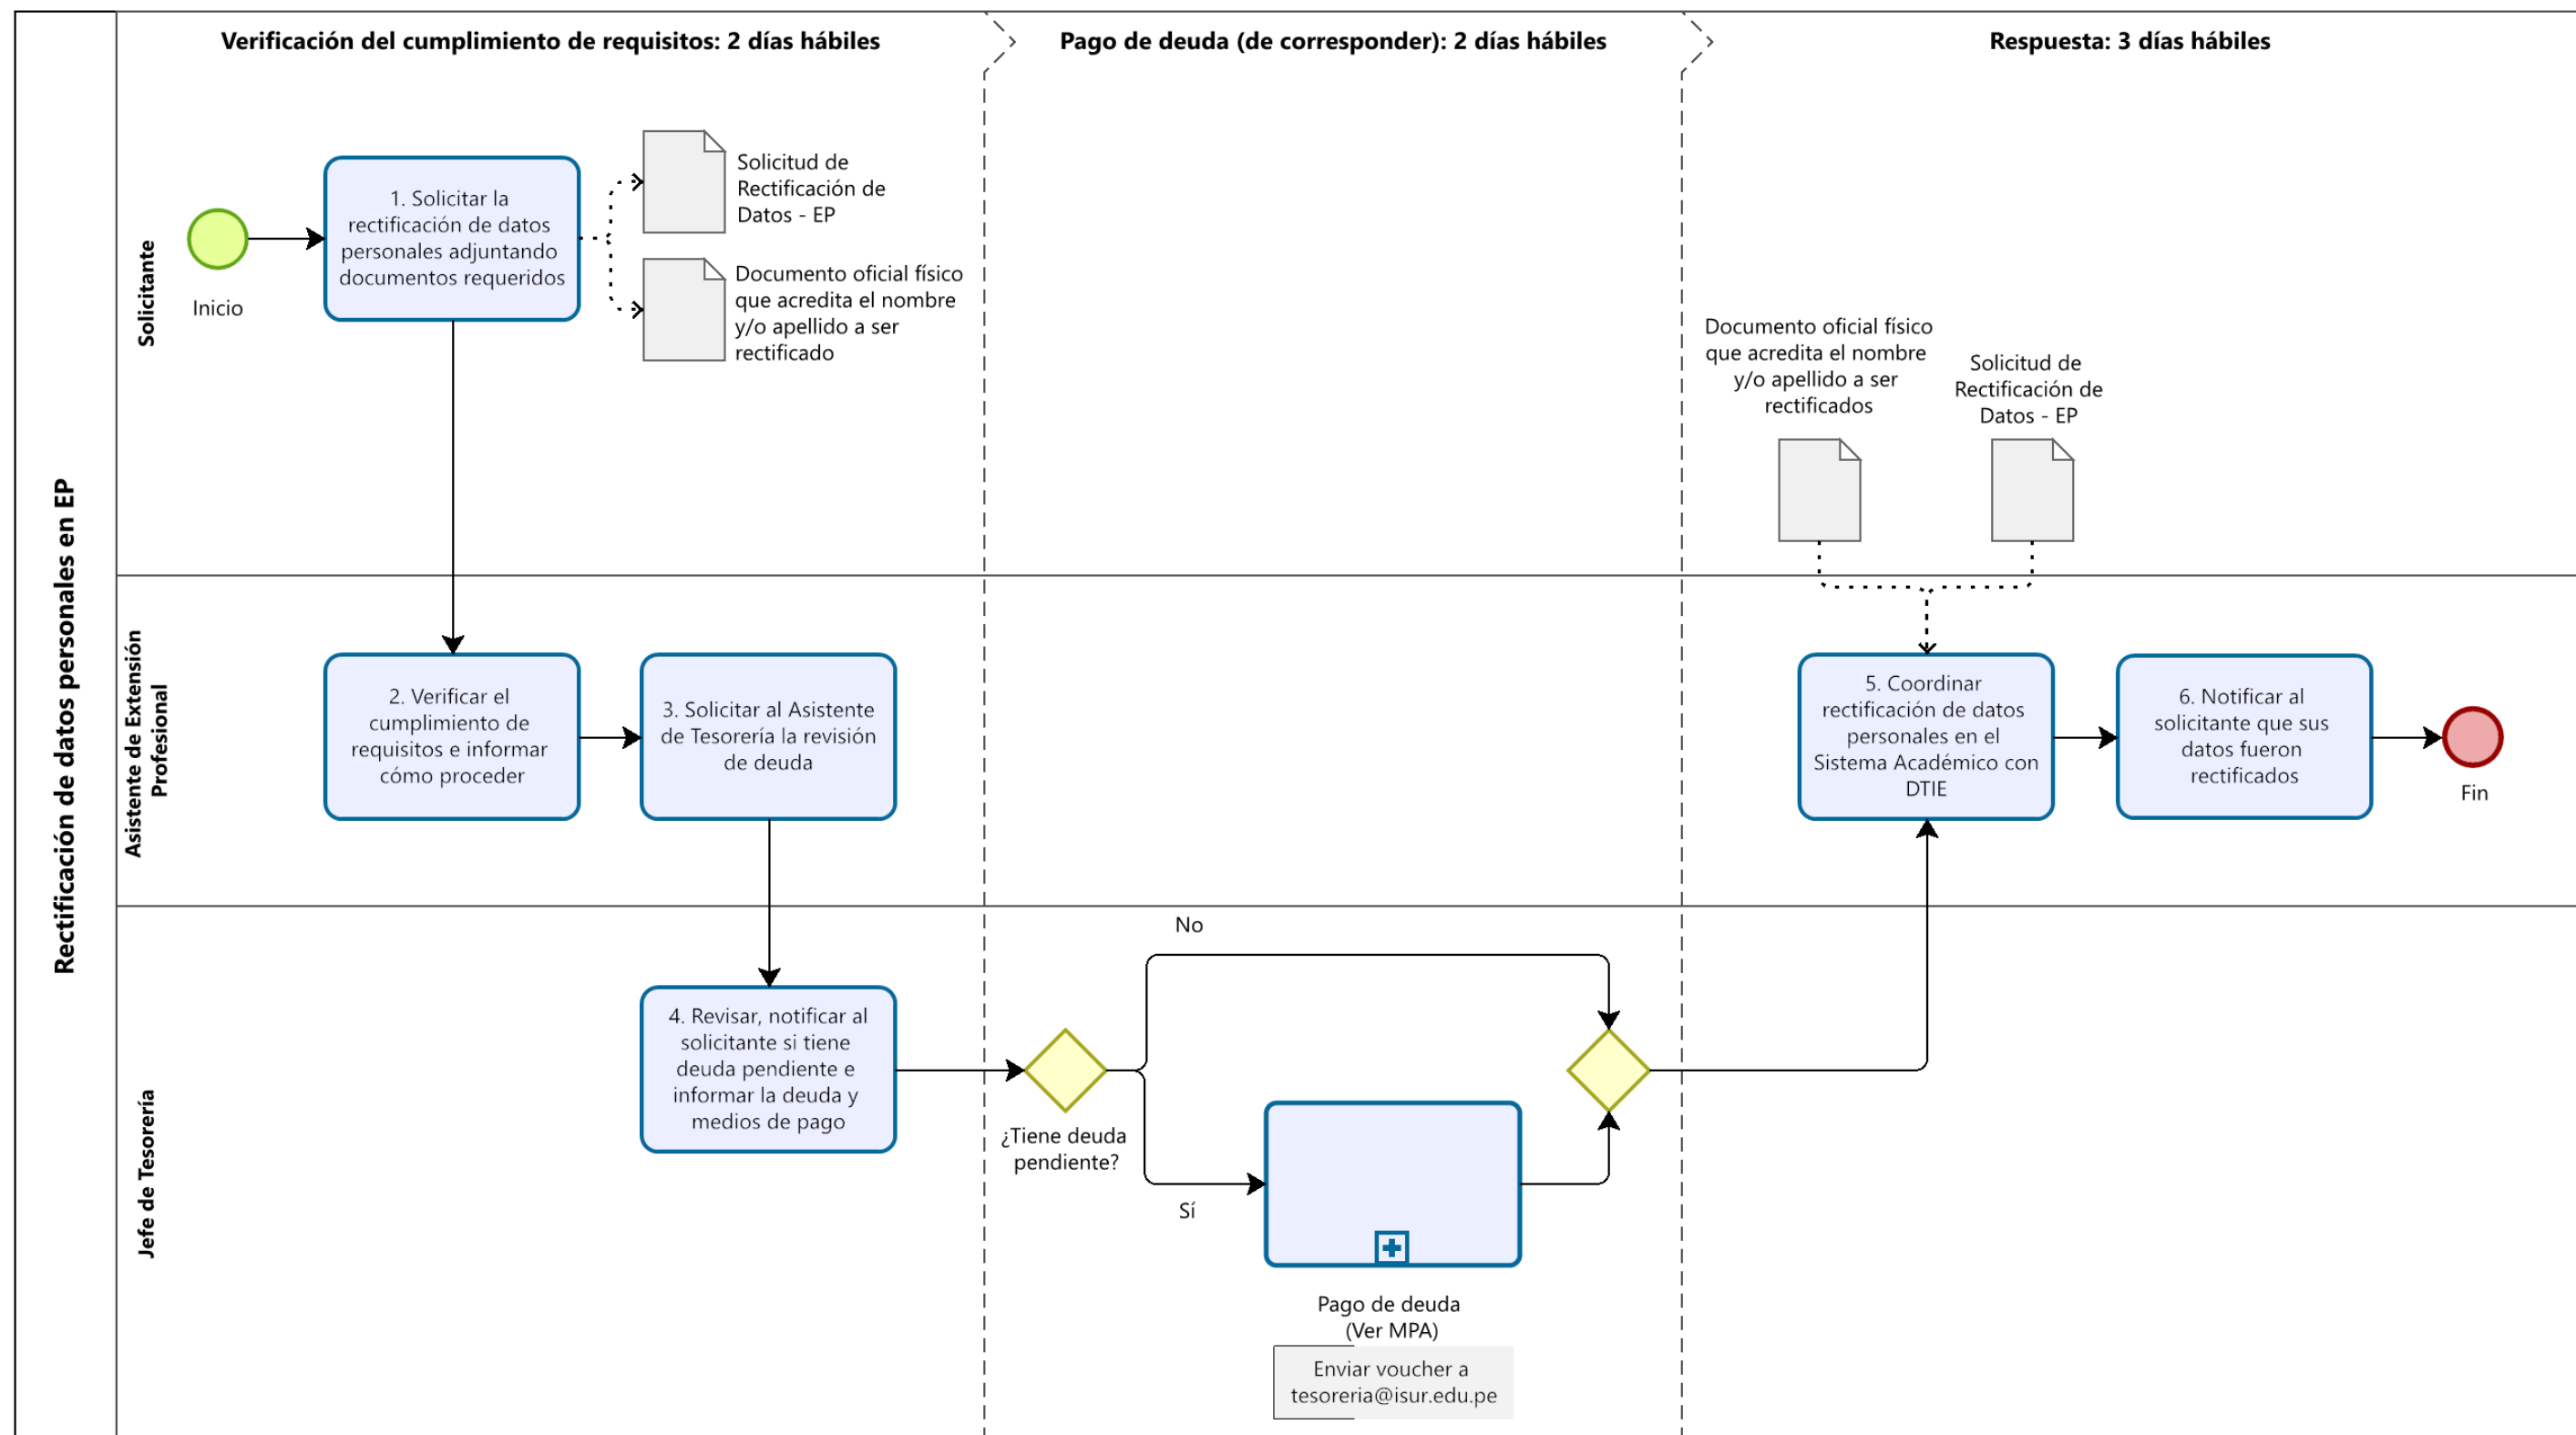 Verificación del cumplimiento de requisitos: 2 días hábiles
Pago de deuda (de corresponder): 2 días hábiles
Respuesta: 3 días hábiles
Rectificación de datos personales en EP
Solicitante
Inicio
1. Solicitar la
rectificación de datos
personales adjuntando
documentos requeridos
Solicitud de
Rectificación de
Datos - EP
Documento oficial físico
que acredita el nombre
y/o apellido a ser
rectificado
Documento oficial físico
que acredita el nombre
y/o apellido a ser
rectificados
Solicitud de
Rectificación de
Datos - EP
Asistente de Extensión
Profesional
2. Verificar el
cumplimiento de
requisitos e informar
cómo proceder
3. Solicitar al Asistente
de Tesorería la revisión
de deuda
5. Coordinar
rectificación de datos
personales en el
Sistema Académico con
DTIE
6. Notificar al
solicitante que sus
datos fueron
rectificados
Fin
Jefe de Tesorería
4. Revisar, notificar al
solicitante si tiene
deuda pendiente e
informar la deuda y
medios de pago
¿Tiene deuda
pendiente?
No
Sí
Pago de deuda
(Ver MPA)
Enviar voucher a
tesoreria@isur.edu.pe